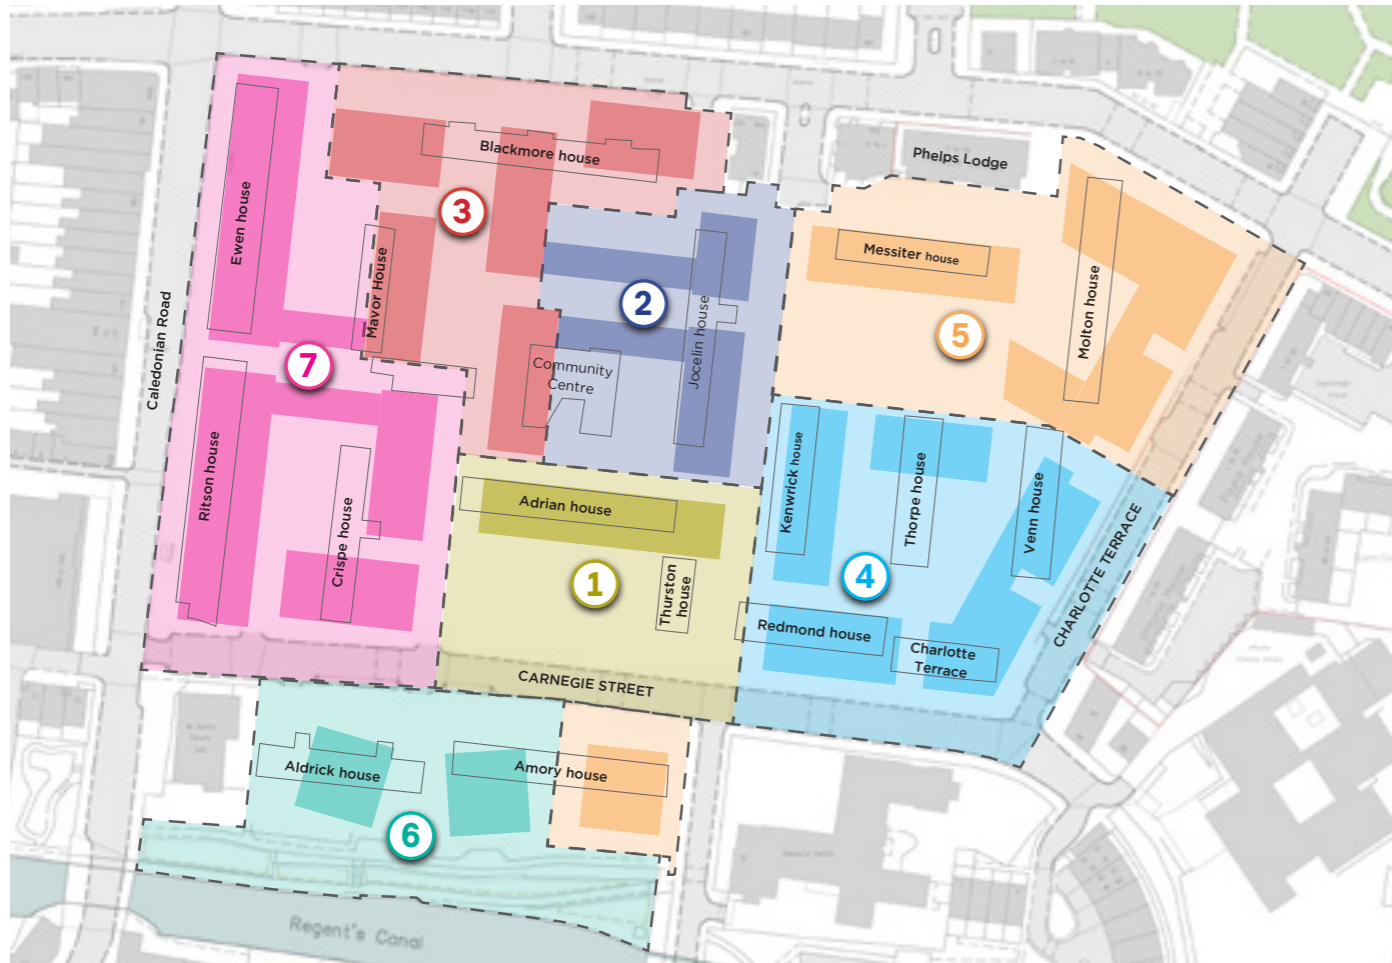 Phelps Lodge
Blackmore house
Ewen house
3
Messiter house
Mavor House
2
Jocelin house
Molton house
5
Caledonian Road
7
Community
Centre
Ritson house
Crispe house
Adrian house
Kenwrick house
Thorpe house
Venn house
1
Thurston
house
4
CHARLOTTE TERRACE
Redmond house
Charlotte
Terrace
CARNEGIE STREET
Aldrick house
Amory house
6
Regent's Canal